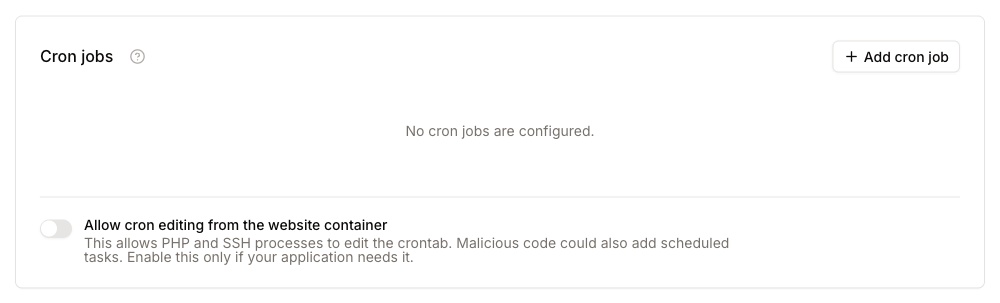 Cron jobs
Add cron job
No cron jobs are configured.
Allow cron editing from the website container
This allows PHP and SSH processes to edit the crontab. Malicious code could also add scheduled
tasks. Enable this only if your application needs it.